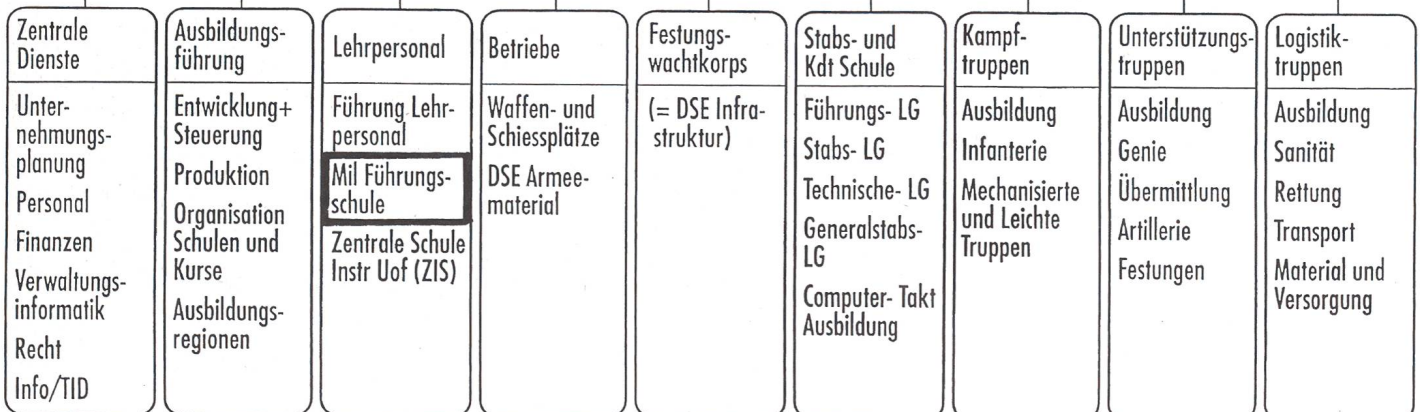 Zentrale
Dienste
Unter-
nehmungs-
planung
Personal
Finanzen
Verwaltungs-
informatik
Recht
Info/TID
Ausbildungs-
führung
Entwicklung+
Steuerung
Produktion
Organisation
Schulen und
Kurse
Ausbildungs-
regionen
Lehrpersonal
Führung Lehr-
personal
Mil Führungs-
schule
Zentrale Schule
Instr Uof (ZIS)
Betriebe
Waffen- und
Schiessplätze
DSE Armee-
material
Festungs-
wachtkorps
(= DSE Infra-
struktur)
Stabs- und
Kdt Schule
Führungs- LG
Stabs- LG
Technische- LG
Generalstabs-
LG
Computer- Takt
Ausbildung
Kampf-
truppen
Ausbildung
Infanterie
Mechanisierte
und Leichte
Truppen
Unterstützungs-
truppen
Ausbildung
Genie
Übermittlung
Artillerie
Festungen
Logistik-
truppen
Ausbildung
Sanität
Rettung
Transport
Material und
Versorgung